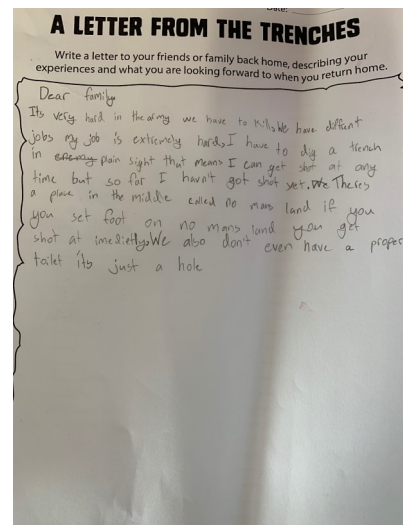 Date:
A LETTER FROM THE TRENCHES
Write a letter to your friends or family back home, describing your
experiences and what you are looking forward to when you return home.
Dear family
Its very hard in the army we have to kill. We have diffrent
jobs my job is extremely hard, I have to dig a trench
in plain sight that means I can get shot at any
time but so far I havn't got shot yet. Theres
a place in the middle called no mans land if you
you set foot on no mans land you get
shot at imedietly. We also don't even have a proper
toilet its just a hole